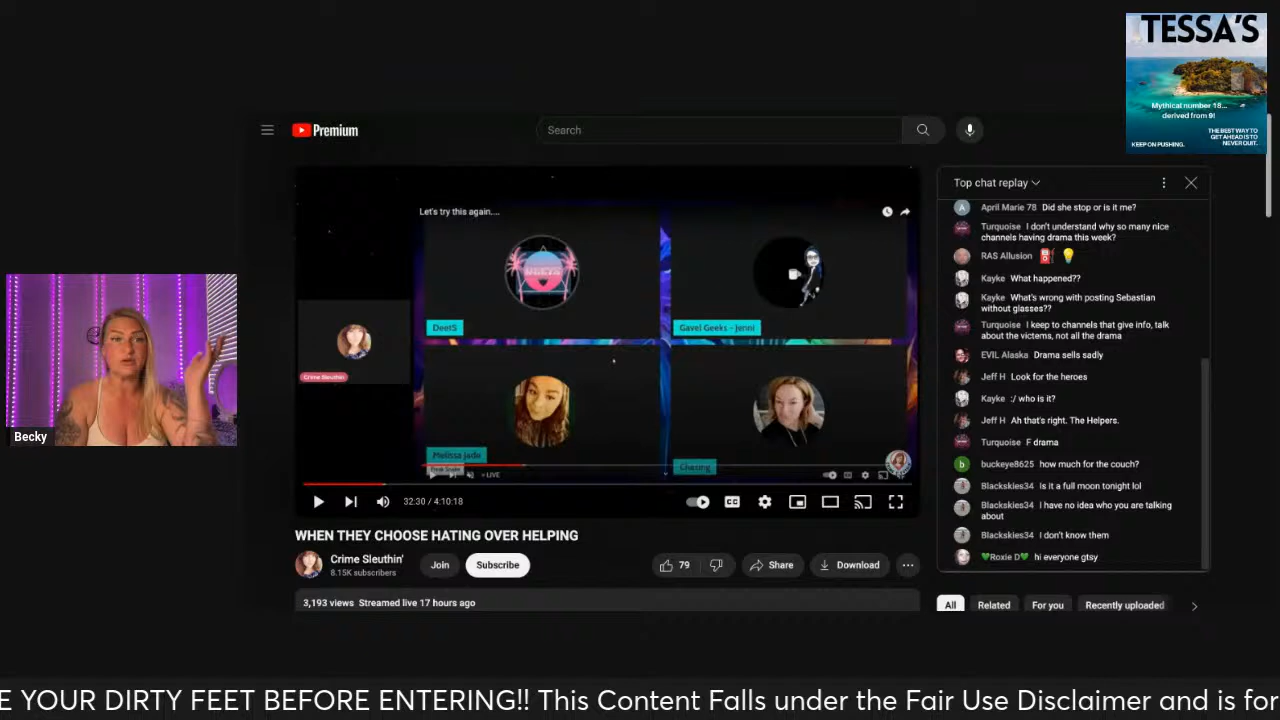 TESSA'S
Mythical number 18...
derived from 9!
THE BEST WAY TO
GET AHEAD IS TO
NEVER QUIT.
KEEP ON PUSHING.
Premium
Search
Let's try this again....
DeetS
Gavel Geeks - Jenni
Crime Sleuthin'
Melissa Jade
Chasing
LIVE
32:30 / 4:10:18
WHEN THEY CHOOSE HATING OVER HELPING
Crime Sleuthin'
8.15K subscribers
Join
Subscribe
79
Share
Download
3,193 views Streamed live 17 hours ago
Top chat replay
April Marie 78 Did she stop or is it me?
Turquoise I don't understand why so many nice
channels having drama this week?
RAS Allusion
Kayke What happened??
Kayke What's wrong with posting Sebastian
without glasses??
Turquoise I keep to channels that give info, talk
about the victims, not all the drama
EVIL Alaska Drama sells sadly
Jeff H Look for the heroes
Kayke :/ who is it?
Jeff H Ah that's right. The Helpers.
Turquoise F drama
buckeye8625 how much for the couch?
Blackskies34 Is it a full moon tonight lol
Blackskies34 I have no idea who you are talking
about
Blackskies34 I don't know them
💚Roxie D💚 hi everyone gtsy
All
Related
For you
Recently uploaded
Becky
E YOUR DIRTY FEET BEFORE ENTERING!! This Content Falls under the Fair Use Disclaimer and is for